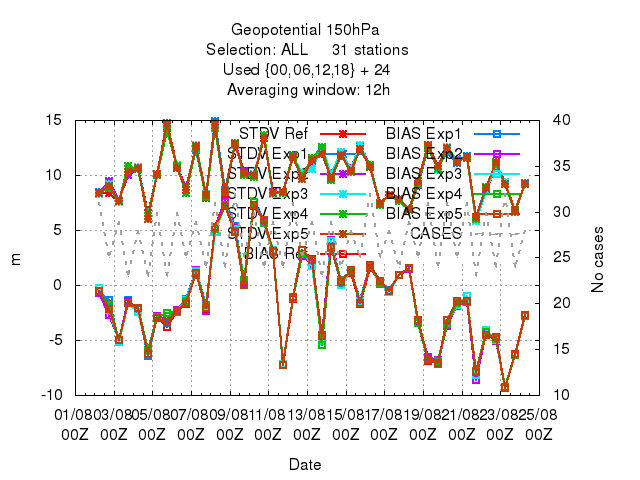 Geopotential 150hPa
Selection: ALL 31 stations
Used {00,06,12,18} + 24
Averaging window: 12h
15 40
STDV Ref BIAS Exp1
STDV Exp1 BIAS Exp2
STDV Exp2 BIAS Exp3
STDV Exp3 BIAS Exp4
STDV Exp4 BIAS Exp5
STDV Exp5 CASES
BIAS Ref
10 35
5 30
25
0
20
-5
15
-10 10
m
No cases
01/08 03/08 05/08 07/08 09/08 11/08 13/08 15/08 17/08 19/08 21/08 23/08 25/08
00Z 00Z 00Z 00Z 00Z 00Z 00Z 00Z 00Z 00Z 00Z 00Z 00Z
Date